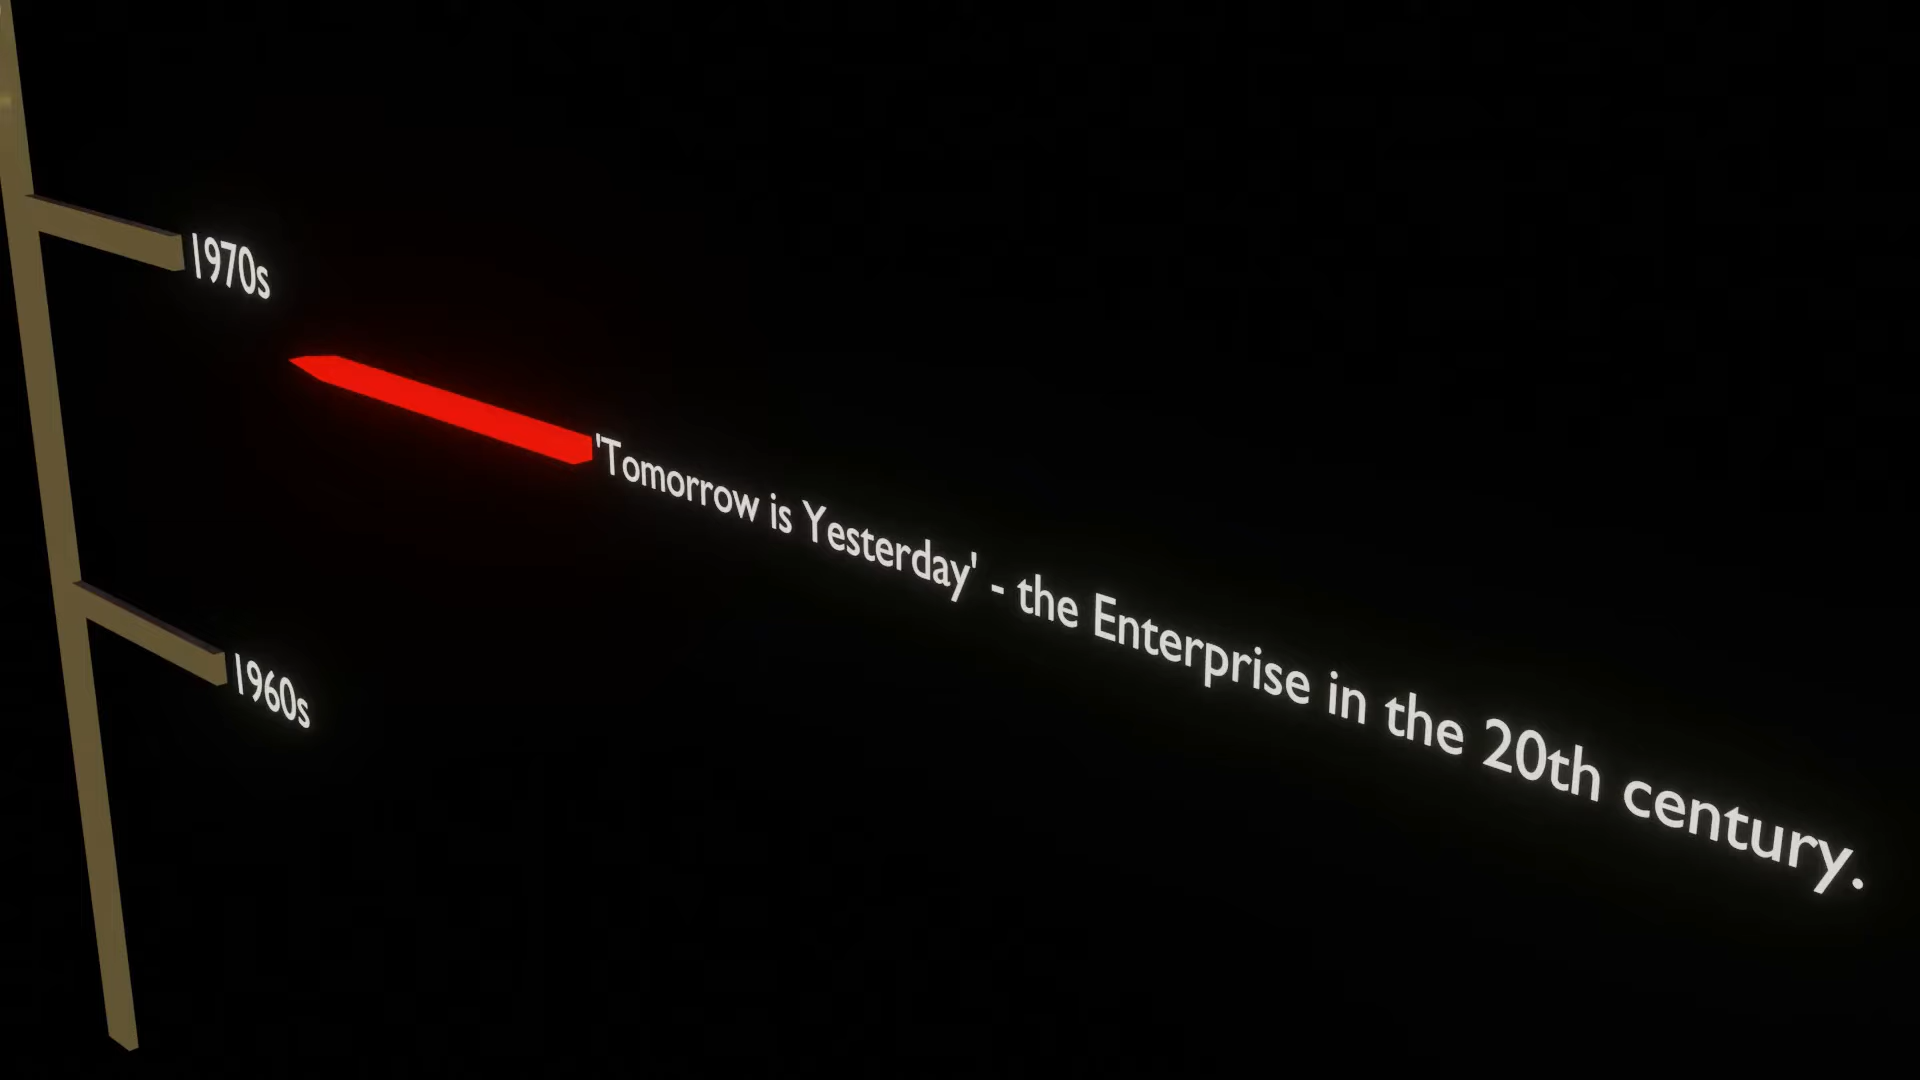 1970s
'Tomorrow is Yesterday' - the Enterprise in the 20th century.
1960s